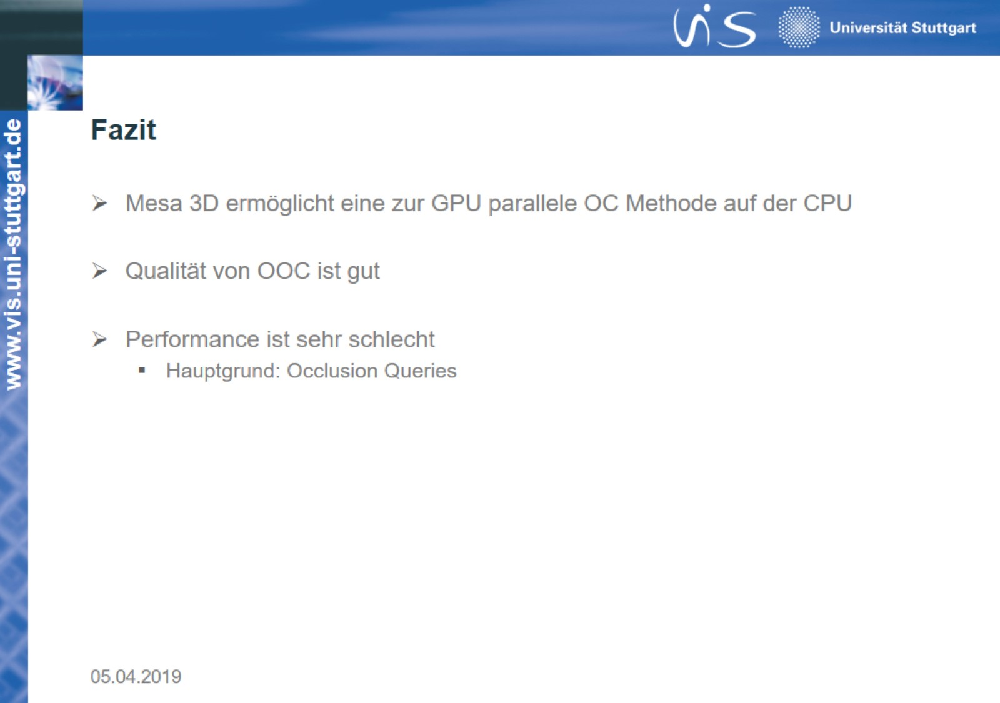 vis
Universität Stuttgart
www.vis.uni-stuttgart.de
Fazit
➢ Mesa 3D ermöglicht eine zur GPU parallele OC Methode auf der CPU
➢ Qualität von OOC ist gut
➢ Performance ist sehr schlecht
▪ Hauptgrund: Occlusion Queries
05.04.2019